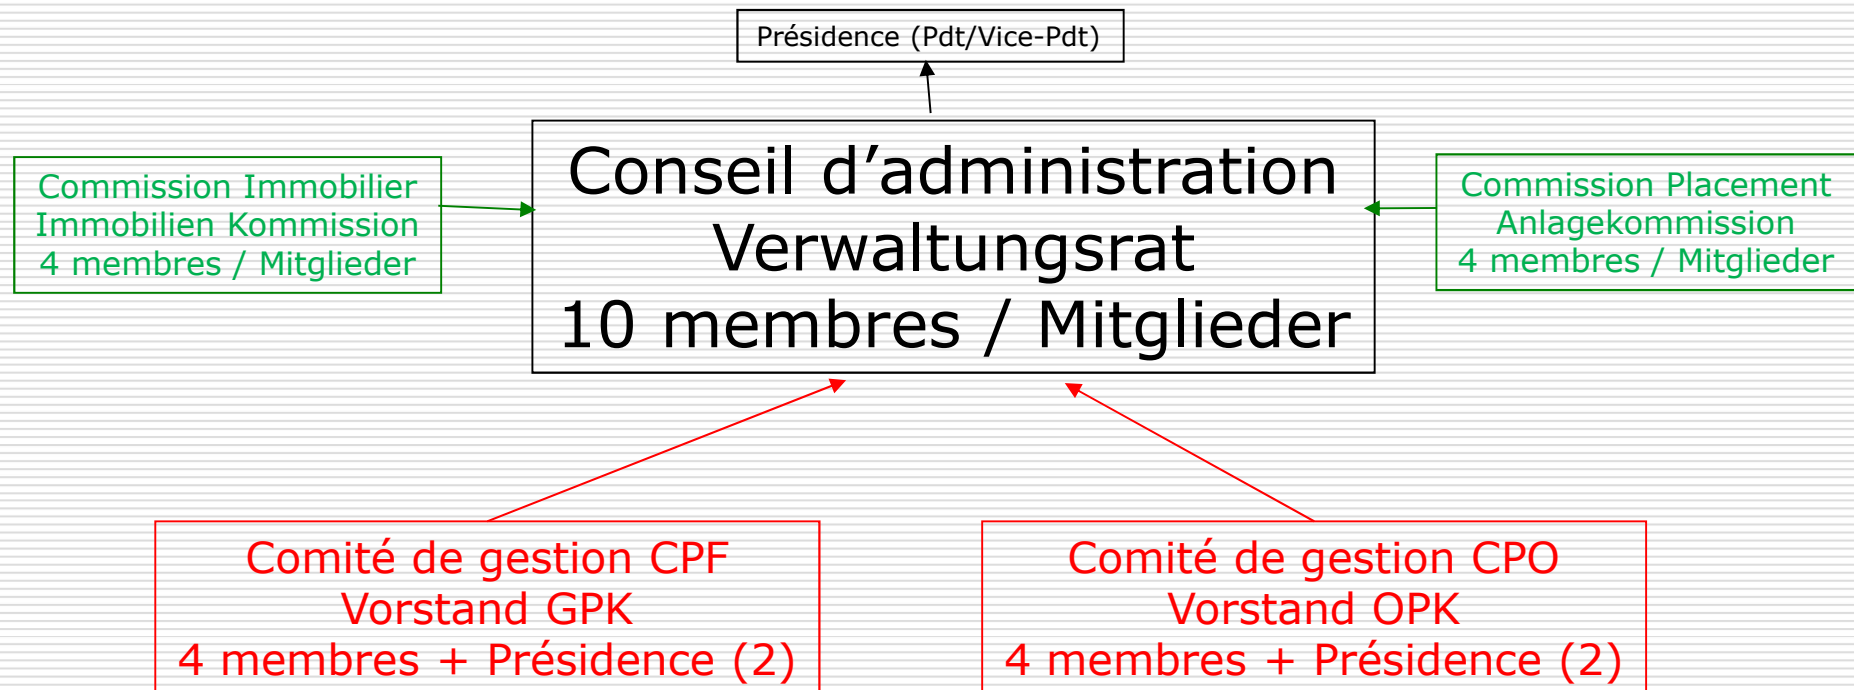 Présidence (Pdt/Vice-Pdt)
Conseil d’administration
Verwaltungsrat
10 membres / Mitglieder
Commission Immobilier
Immobilien Kommission
4 membres / Mitglieder
Commission Placement
Anlagekommission
4 membres / Mitglieder
Comité de gestion CPF
Vorstand GPK
4 membres + Présidence (2)
Comité de gestion CPO
Vorstand OPK
4 membres + Présidence (2)